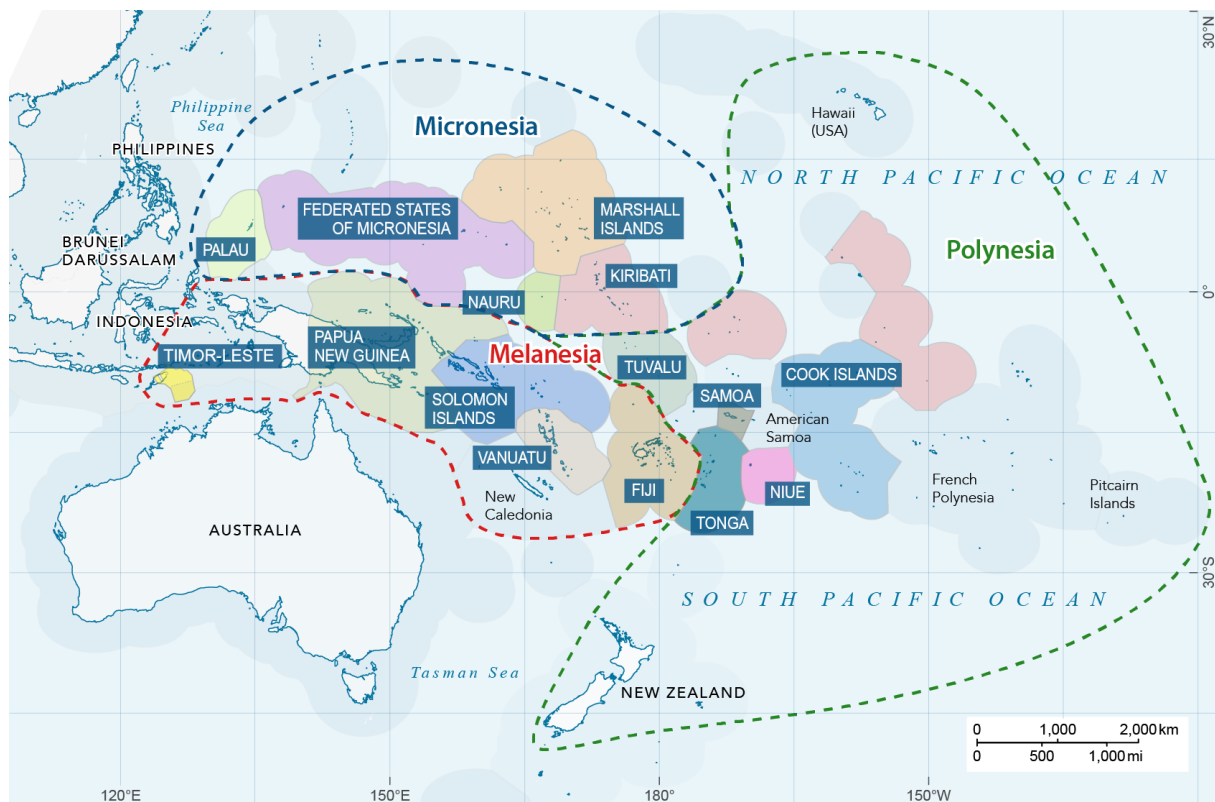 30°N
Philippine
Sea
Micronesia
Hawaii
(USA)
PHILIPPINES
NORTH PACIFIC OCEAN
FEDERATED STATES
OF MICRONESIA
MARSHALL
ISLANDS
PALAU
BRUNEI
DARUSSALAM
Polynesia
KIRIBATI
NAURU
0°
INDONESIA
PAPUA
NEW GUINEA
TIMOR-LESTE
Melanesia
TUVALU
COOK ISLANDS
SOLOMON
ISLANDS
SAMOA
American
Samoa
VANUATU
FIJI
NIUE
French
Polynesia
Pitcairn
Islands
New
Caledonia
TONGA
AUSTRALIA
30°S
SOUTH PACIFIC OCEAN
Tasman Sea
NEW ZEALAND
0 1,000 2,000 km
0 500 1,000 mi
120°E 150°E 180° 150°W